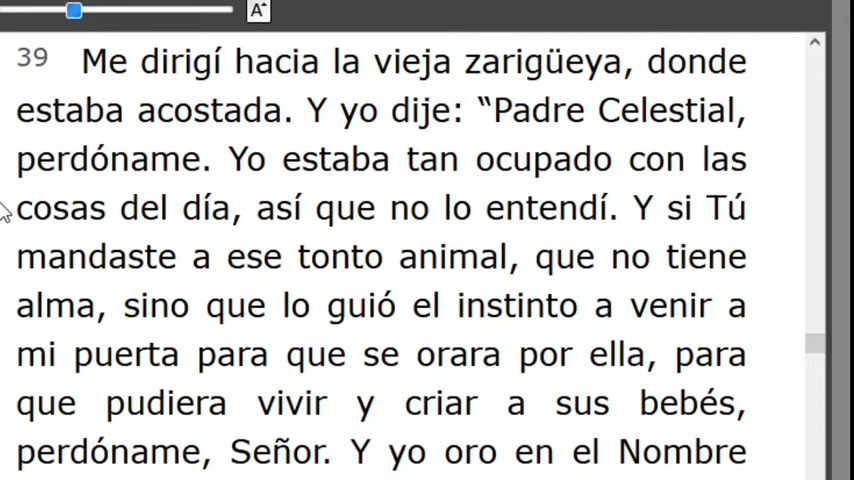 A
39 Me dirigí hacia la vieja zarigüeya, donde
estaba acostada. Y yo dije: “Padre Celestial,
perdóname. Yo estaba tan ocupado con las
cosas del día, así que no lo entendí. Y si Tú
mandaste a ese tonto animal, que no tiene
alma, sino que lo guió el instinto a venir a
mi puerta para que se orara por ella, para
que pudiera vivir y criar a sus bebés,
perdóname, Señor. Y yo oro en el Nombre